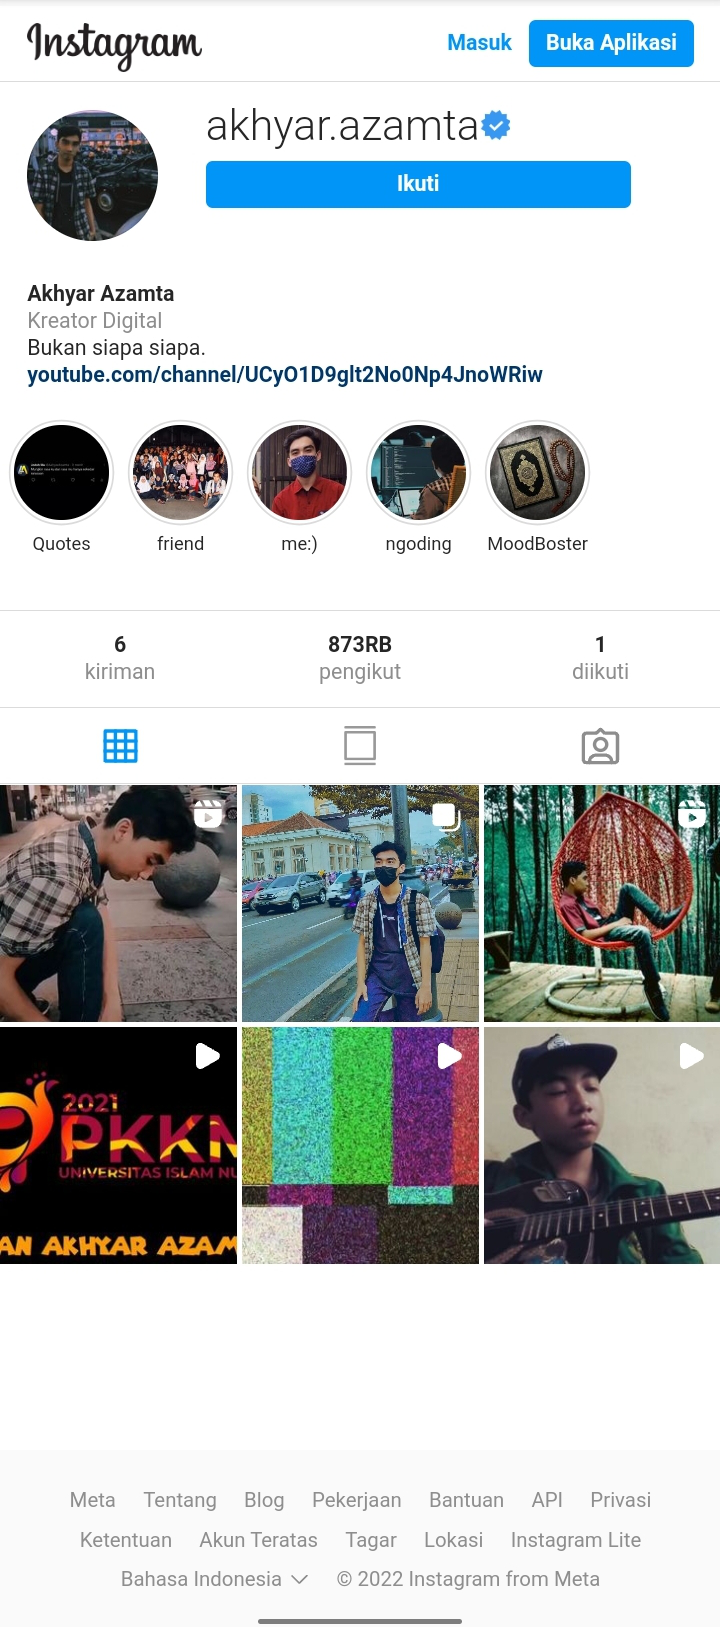 Instagram
Masuk
Buka Aplikasi
akhyar.azamta
Ikuti
Akhyar Azamta
Kreator Digital
Bukan siapa siapa.
youtube.com/channel/UCyO1D9glt2No0Np4JnoWRiw
Quotes
friend
me:)
ngoding
MoodBoster
6
kiriman
873RB
pengikut
1
diikuti
2021
PKKM
UNIVERSITAS ISLAM NU
AN AKHYAR AZAM
Meta Tentang Blog Pekerjaan Bantuan API Privasi
Ketentuan Akun Teratas Tagar Lokasi Instagram Lite
Bahasa Indonesia © 2022 Instagram from Meta